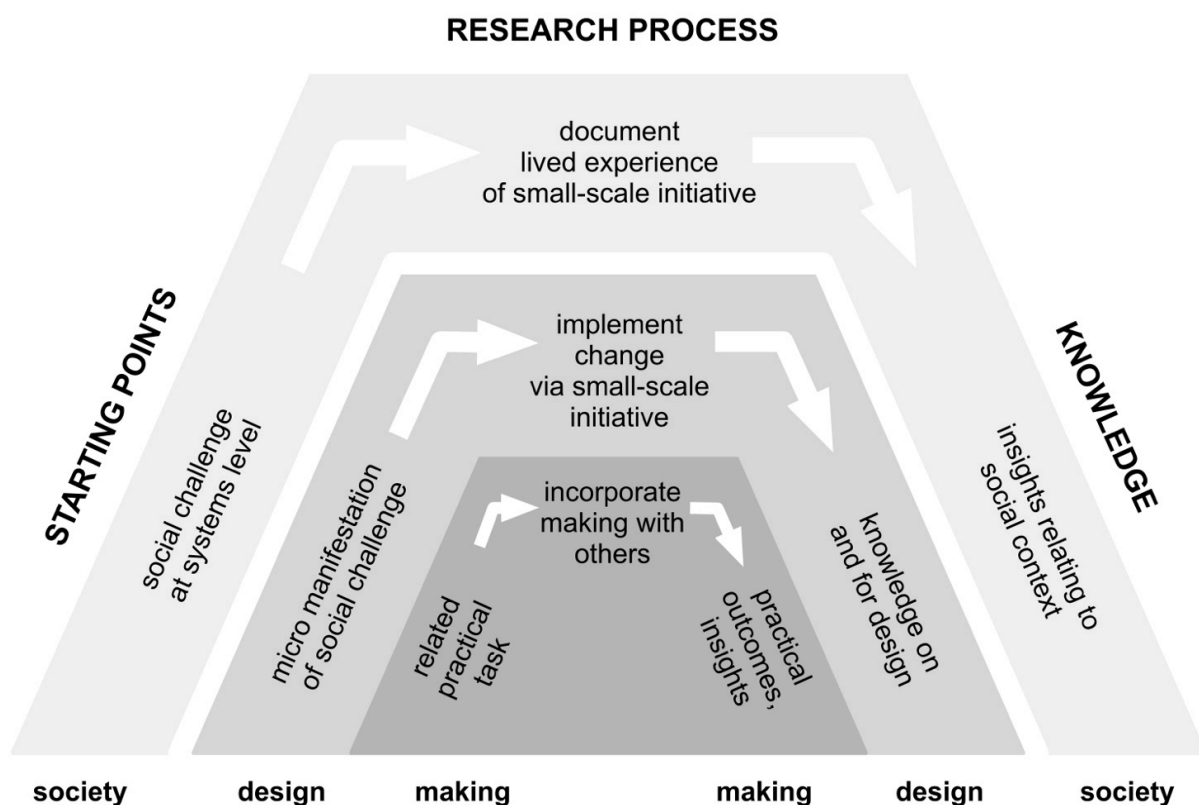 RESEARCH PROCESS
document
lived experience
of small-scale initiative
STARTING POINTS
social challenge
at systems level
implement
change
via small-scale
initiative
micro manifestation
of social challenge
incorporate
making with
others
related
practical
task
practical
outcomes,
insights
knowledge on
and for design
insights relating to
social context
KNOWLEDGE
society
design
making
making
design
society